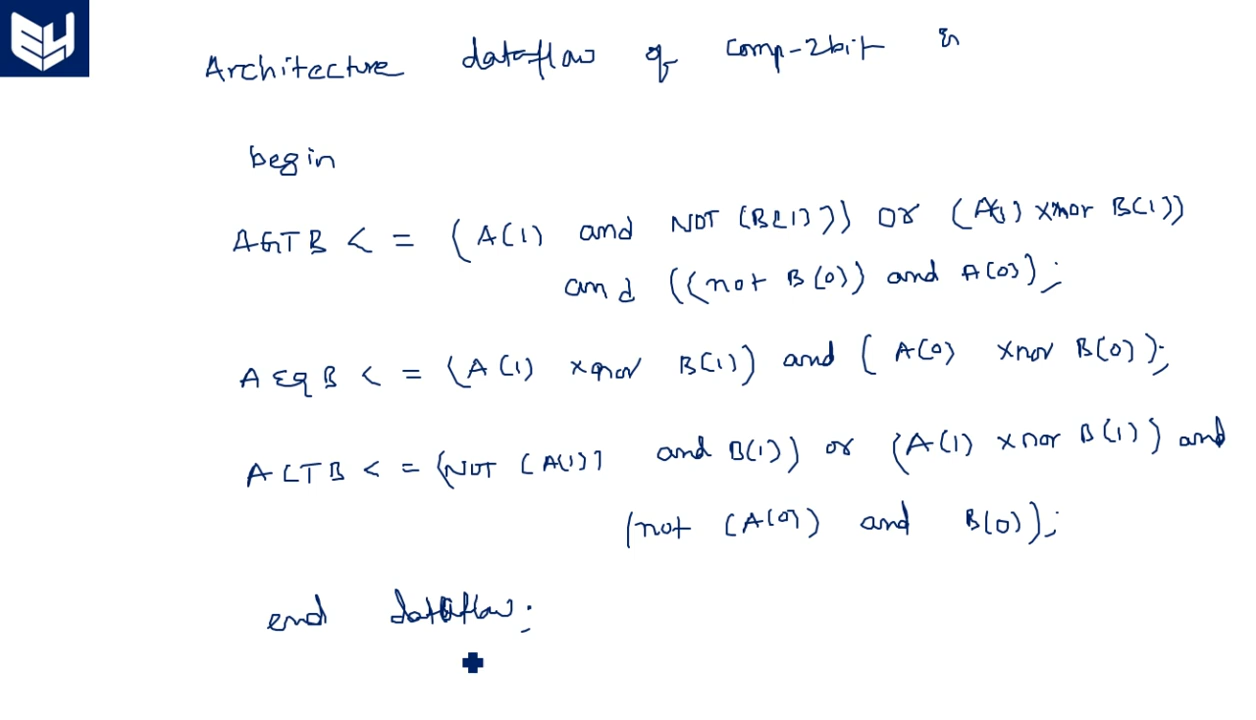 Architecture dataflow of comp-2bit is
begin
AGTB <= (A(1) and NOT (B(1))) or (A(1) xnor B(1))
and ((not B(0)) and A(0));
AEQB <= (A(1) xnor B(1)) and (A(0) xnor B(0));
ALTB <= (NOT (A(1)) and B(1)) or (A(1) xnor B(1)) and
(not (A(0)) and B(0));
end dataflow;